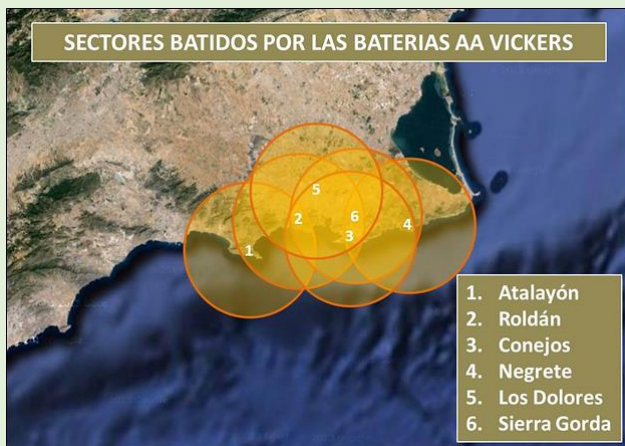 SECTORES BATIDOS POR LAS BATERIAS AA VICKERS
5
2
6
3
4
1
1. Atalayón
2. Roldán
3. Conejos
4. Negrete
5. Los Dolores
6. Sierra Gorda